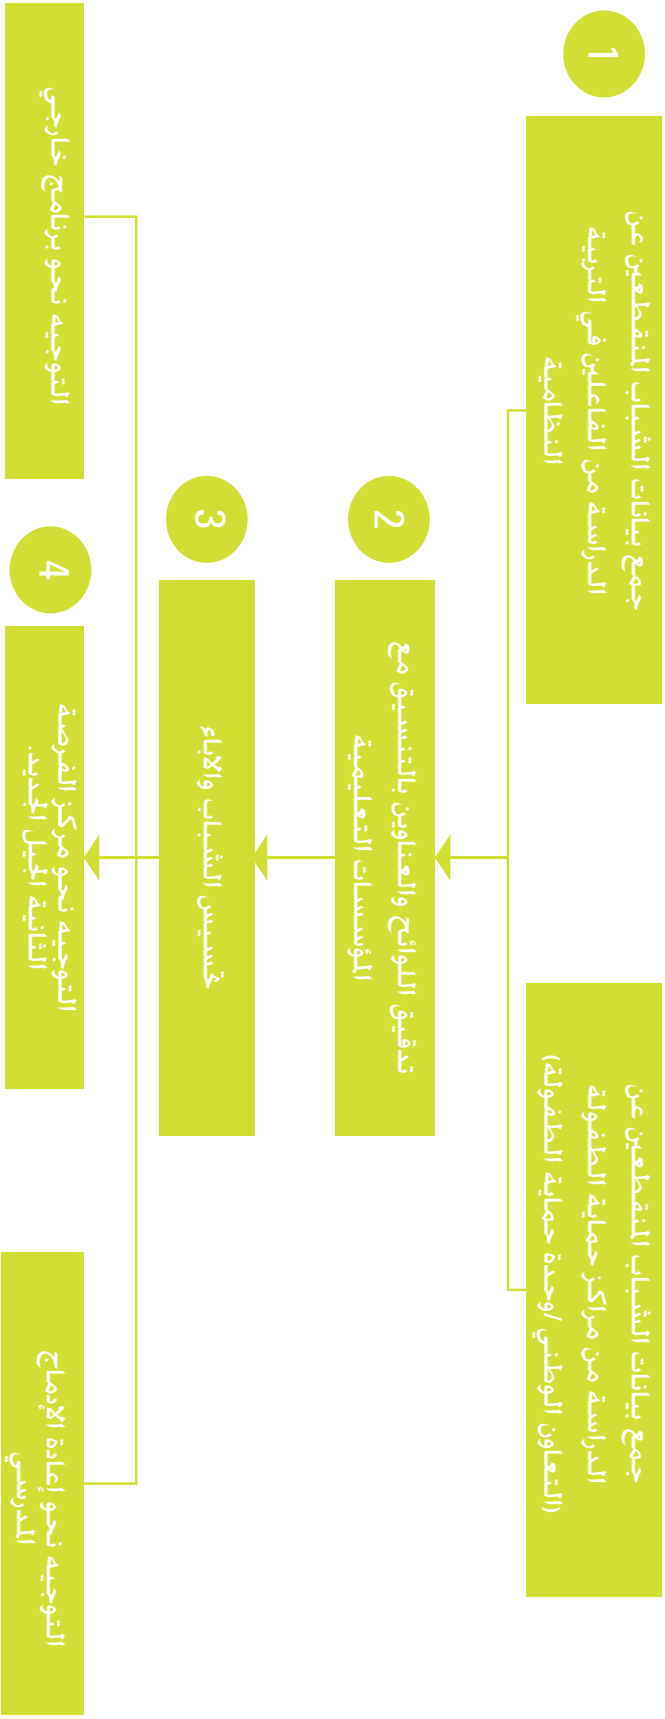 1
جمع بيانات الشباب المنقطعين عن
الدراسة من الفاعلين في التربية
النظامية
جمع بيانات الشباب المنقطعين عن
الدراسة من مراكز حماية الطفولة
(التعاون الوطني /وحدة حماية الطفولة)
2
تدقيق اللوائح والعناوين بالتنسيق مع
المؤسسات التعليمية
3
تحسيس الشباب والاباء
التوجيه نحو برنامج خارجي
4
التوجيه نحو مركز الفرصة
الثانية الجيل الجديد.
التوجيه نحو إعادة الإدماج
المدرسي